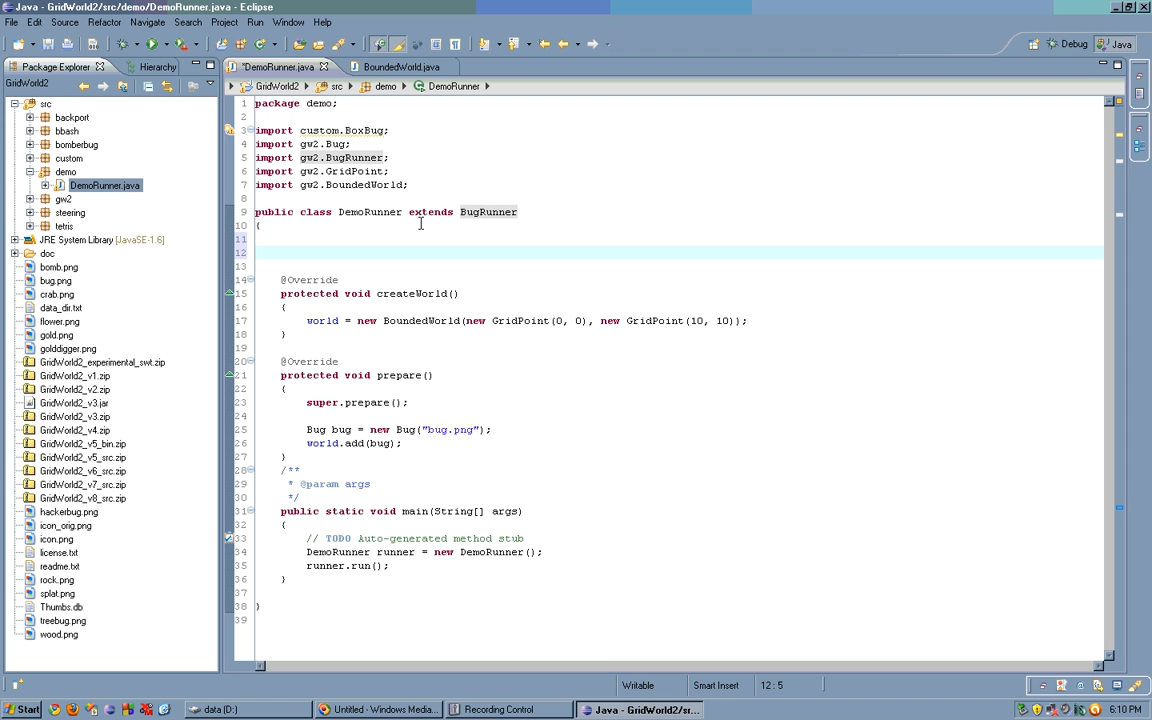 Java - GridWorld2/src/demo/DemoRunner.java - Eclipse
File Edit Source Refactor Navigate Search Project Run Window Help
Debug Java
Package Explorer Hierarchy
*DemoRunner.java BoundedWorld.java
GridWorld2
GridWorld2 src demo DemoRunner
src
backport
bbash
bomberbug
custom
demo
DemoRunner.java
gw2
steering
tetris
JRE System Library [JavaSE-1.6]
doc
bomb.png
bug.png
crab.png
data_dir.txt
flower.png
gold.png
golddigger.png
GridWorld2_experimental_swt.zip
GridWorld2_v1.zip
GridWorld2_v2.zip
GridWorld2_v3.jar
GridWorld2_v3.zip
GridWorld2_v4.zip
GridWorld2_v5_bin.zip
GridWorld2_v5_src.zip
GridWorld2_v6_src.zip
GridWorld2_v7_src.zip
GridWorld2_v8_src.zip
hackerbug.png
icon_orig.png
icon.png
license.txt
readme.txt
rock.png
splat.png
Thumbs.db
treebug.png
wood.png
1 package demo;
2
3 import custom.BoxBug;
4 import gw2.Bug;
5 import gw2.BugRunner;
6 import gw2.GridPoint;
7 import gw2.BoundedWorld;
8
9 public class DemoRunner extends BugRunner
10 {
11
12
13
14 @Override
15 protected void createWorld()
16 {
17 world = new BoundedWorld(new GridPoint(0, 0), new GridPoint(10, 10));
18 }
19
20 @Override
21 protected void prepare()
22 {
23 super.prepare();
24
25 Bug bug = new Bug("bug.png");
26 world.add(bug);
27 }
28 /**
29 * @param args
30 */
31 public static void main(String[] args)
32 {
33 // TODO Auto-generated method stub
34 DemoRunner runner = new DemoRunner();
35 runner.run();
36 }
37
38 }
39
Writable Smart Insert 12:5
Start data (D:) Untitled - Windows Media... Recording Control Java - GridWorld2/sr... 6:10 PM